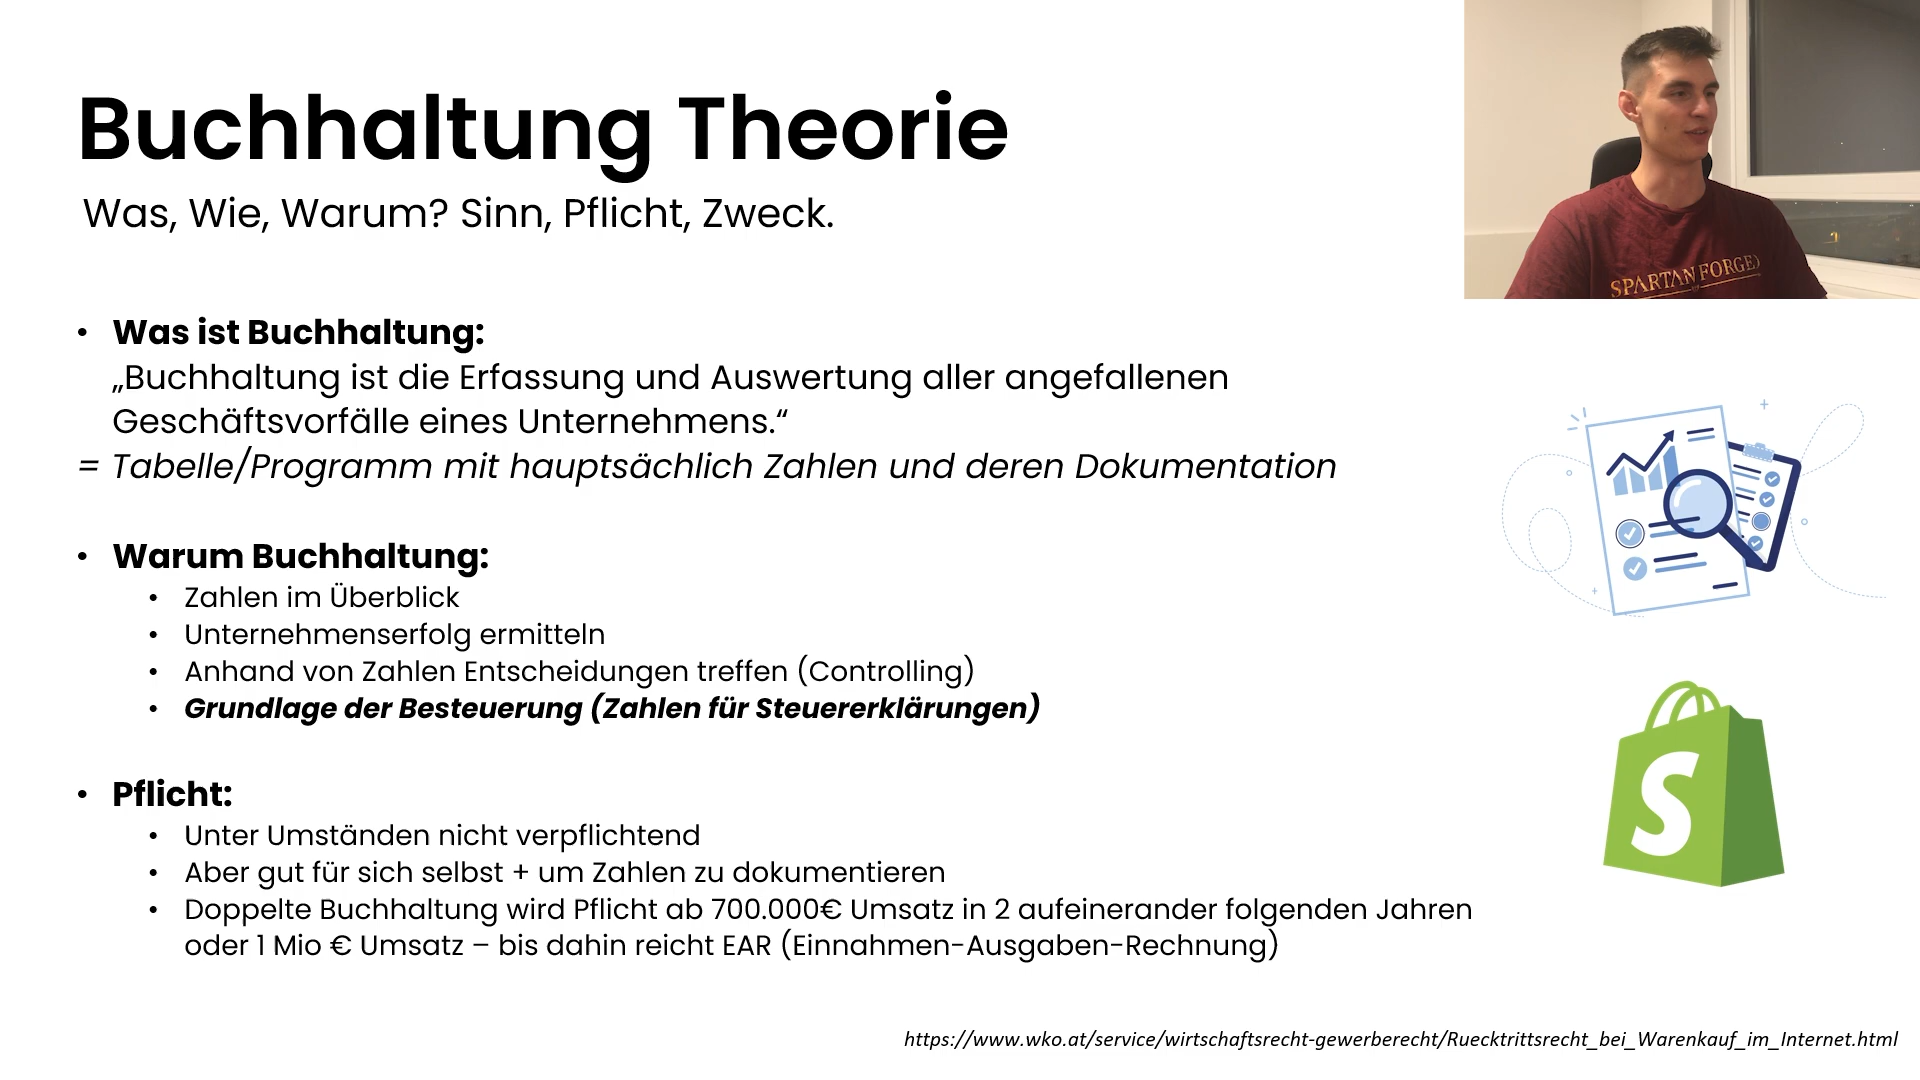 Buchhaltung Theorie
Was, Wie, Warum? Sinn, Pflicht, Zweck.
SPARTAN FORGED
• Was ist Buchhaltung:
„Buchhaltung ist die Erfassung und Auswertung aller angefallenen
Geschäftsvorfälle eines Unternehmens.“
= Tabelle/Programm mit hauptsächlich Zahlen und deren Dokumentation
• Warum Buchhaltung:
• Zahlen im Überblick
• Unternehmenserfolg ermitteln
• Anhand von Zahlen Entscheidungen treffen (Controlling)
• Grundlage der Besteuerung (Zahlen für Steuererklärungen)
• Pflicht:
• Unter Umständen nicht verpflichtend
• Aber gut für sich selbst + um Zahlen zu dokumentieren
• Doppelte Buchhaltung wird Pflicht ab 700.000€ Umsatz in 2 aufeinerander folgenden Jahren
oder 1 Mio € Umsatz – bis dahin reicht EAR (Einnahmen-Ausgaben-Rechnung)
S
https://www.wko.at/service/wirtschaftsrecht-gewerberecht/Ruecktrittsrecht_bei_Warenkauf_im_Internet.html